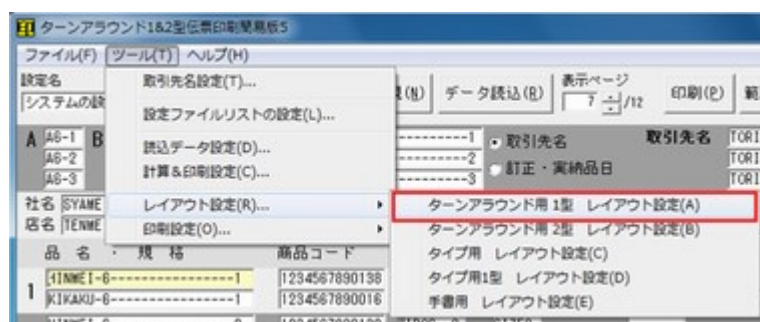 ターンアラウンド1&2型伝票印刷簡易版5
ファイル(F) ツール(T) ヘルプ(H)
設定名
システムの設
取引先名設定(T)...
設定ファイルリストの設定(L)...
読込データ設定(D)...
計算&印刷設定(C)...
レイアウト設定(R)...
印刷設定(O)...
(N) データ読込(R) 表示ページ 7 /12 印刷(P) 範
A A6-1 B
A6-2
A6-3
----------1 取引先名 取引先名 TORI
----------2 訂正・実納品日 TORI
----------3 TORI
社名 SYAME
店名 TENME
ターンアラウンド用 1型 レイアウト設定(A)
ターンアラウンド用 2型 レイアウト設定(B)
タイプ用 レイアウト設定(C)
タイプ用1型 レイアウト設定(D)
手書用 レイアウト設定(E)
品 名 ・ 規 格 商品コード
1 HINMEI-6----------------1 1234567890138
KIKAKU-6----------------1 1234567890016